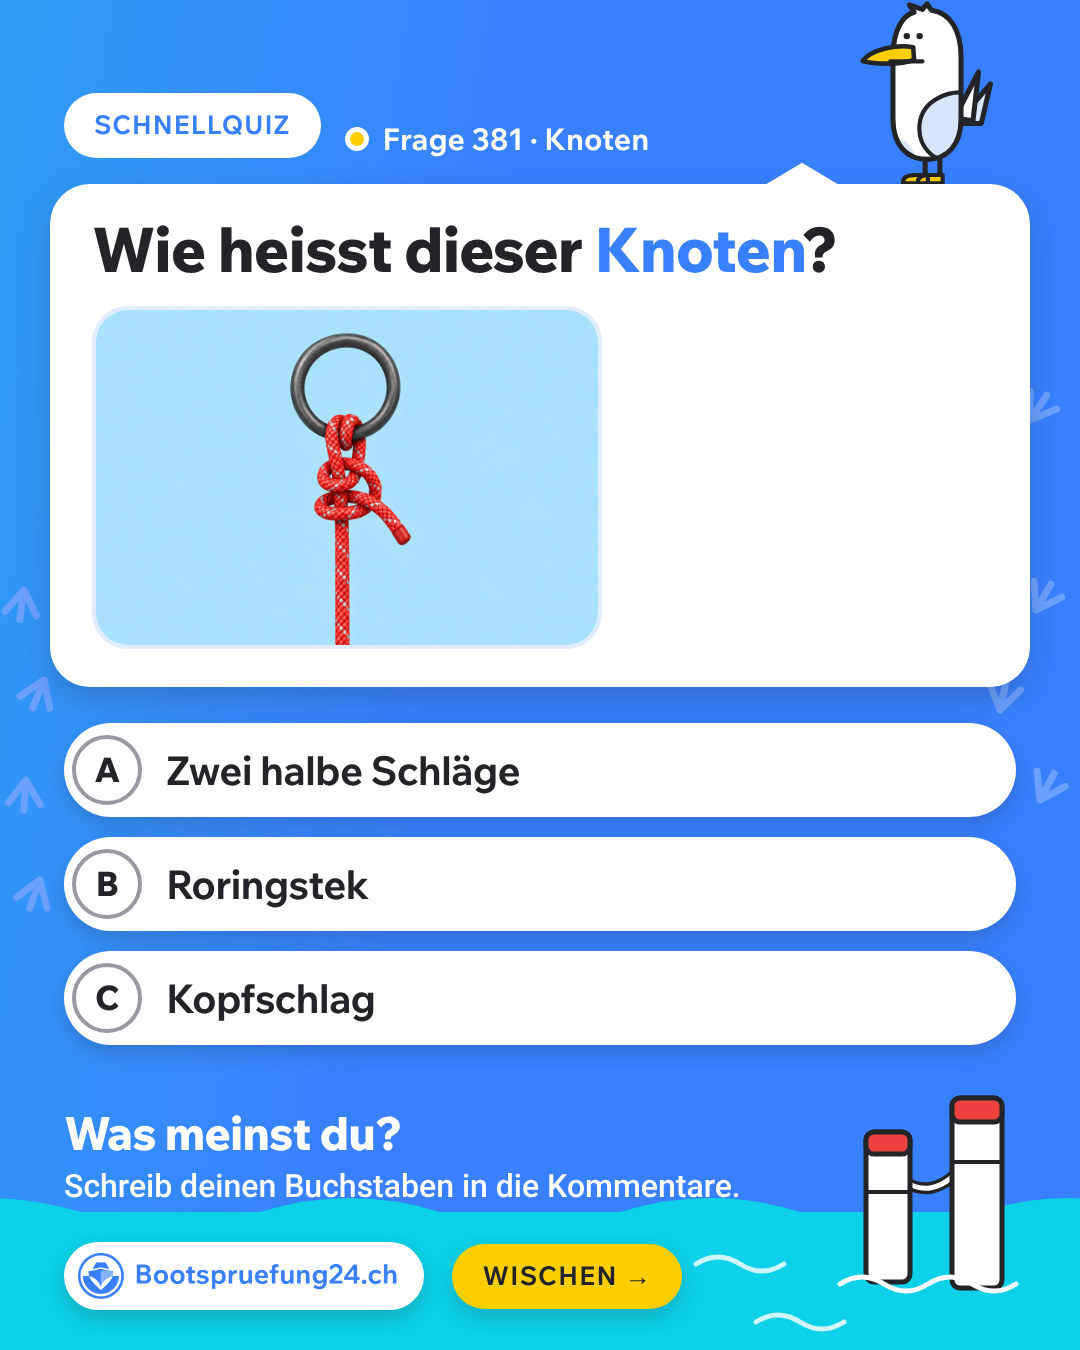 SCHNELLQUIZ
Frage 381 · Knoten
Wie heisst dieser Knoten?
A Zwei halbe Schläge
B Roringstek
C Kopfschlag
Was meinst du?
Schreib deinen Buchstaben in die Kommentare.
Bootspruefung24.ch
WISCHEN →